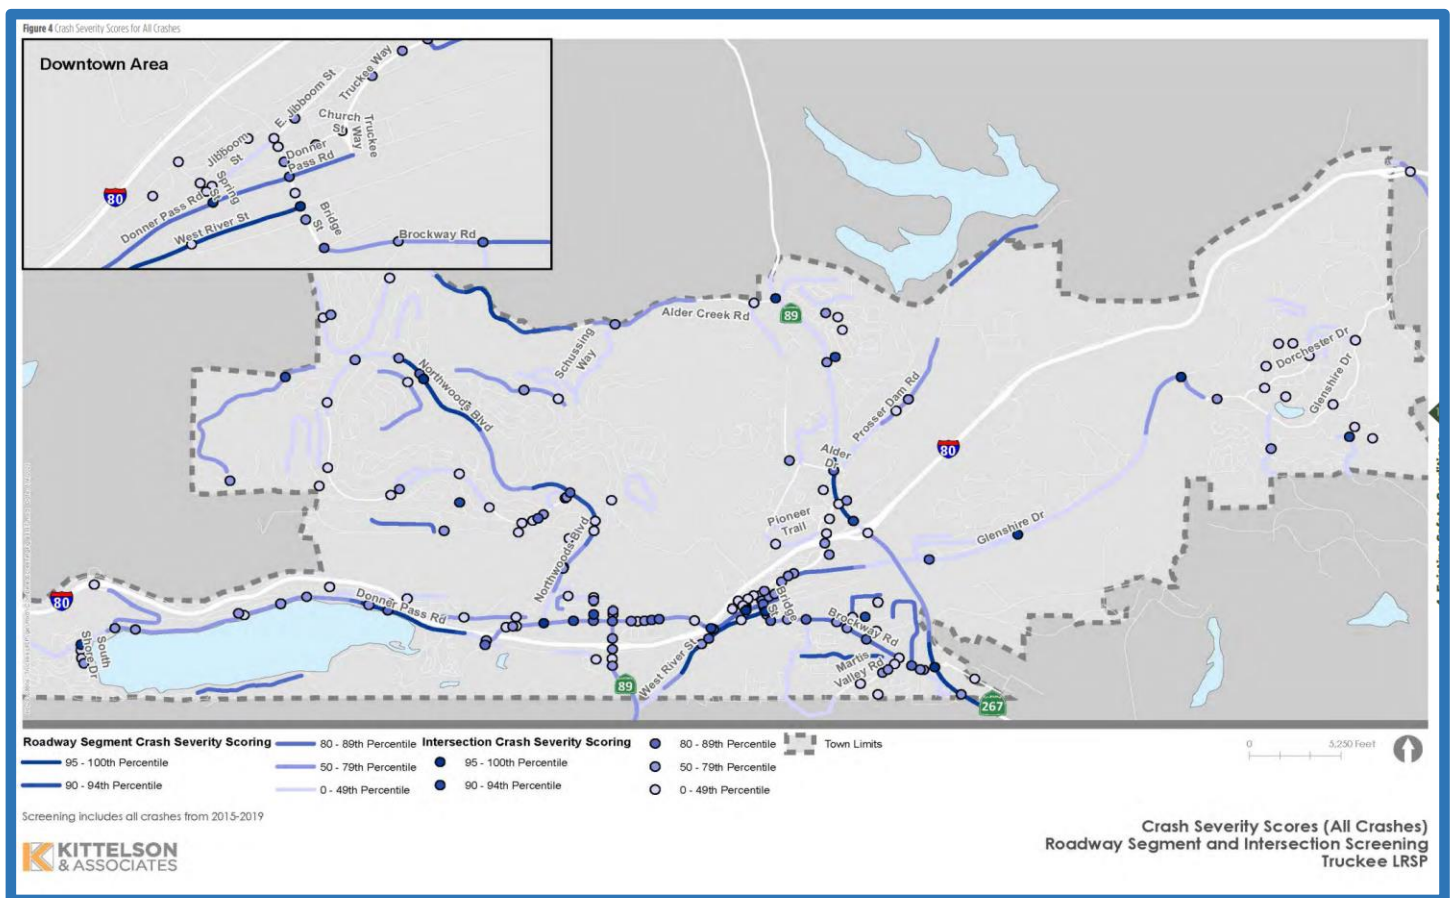 Figure 4 Crash Severity Scores for All Crashes
Downtown Area
E. Jibboom St
Truckee Way
Church St
Truckee Way
Jibboom St
Donner Pass Rd
Spring St
80
Donner Pass Rd
West River St
Bridge St
Brockway Rd
Alder Creek Rd
89
Schussing Way
Northwoods Blvd
Dorchester Dr
Glenshire Dr
Prosser Dam Rd
Alder Dr
80
Pioneer Trail
Glenshire Dr
Northwoods Blvd
80
Donner Pass Rd
Bridge St
Brockway Rd
South Shore Dr
West River St
Martis Valley Rd
89
267
Roadway Segment Crash Severity Scoring
95 - 100th Percentile
90 - 94th Percentile
80 - 89th Percentile
50 - 79th Percentile
0 - 49th Percentile
Intersection Crash Severity Scoring
95 - 100th Percentile
90 - 94th Percentile
80 - 89th Percentile
50 - 79th Percentile
0 - 49th Percentile
Town Limits
0 5,250 Feet
Screening includes all crashes from 2015-2019
KITTELSON
& ASSOCIATES
Crash Severity Scores (All Crashes)
Roadway Segment and Intersection Screening
Truckee LRSP